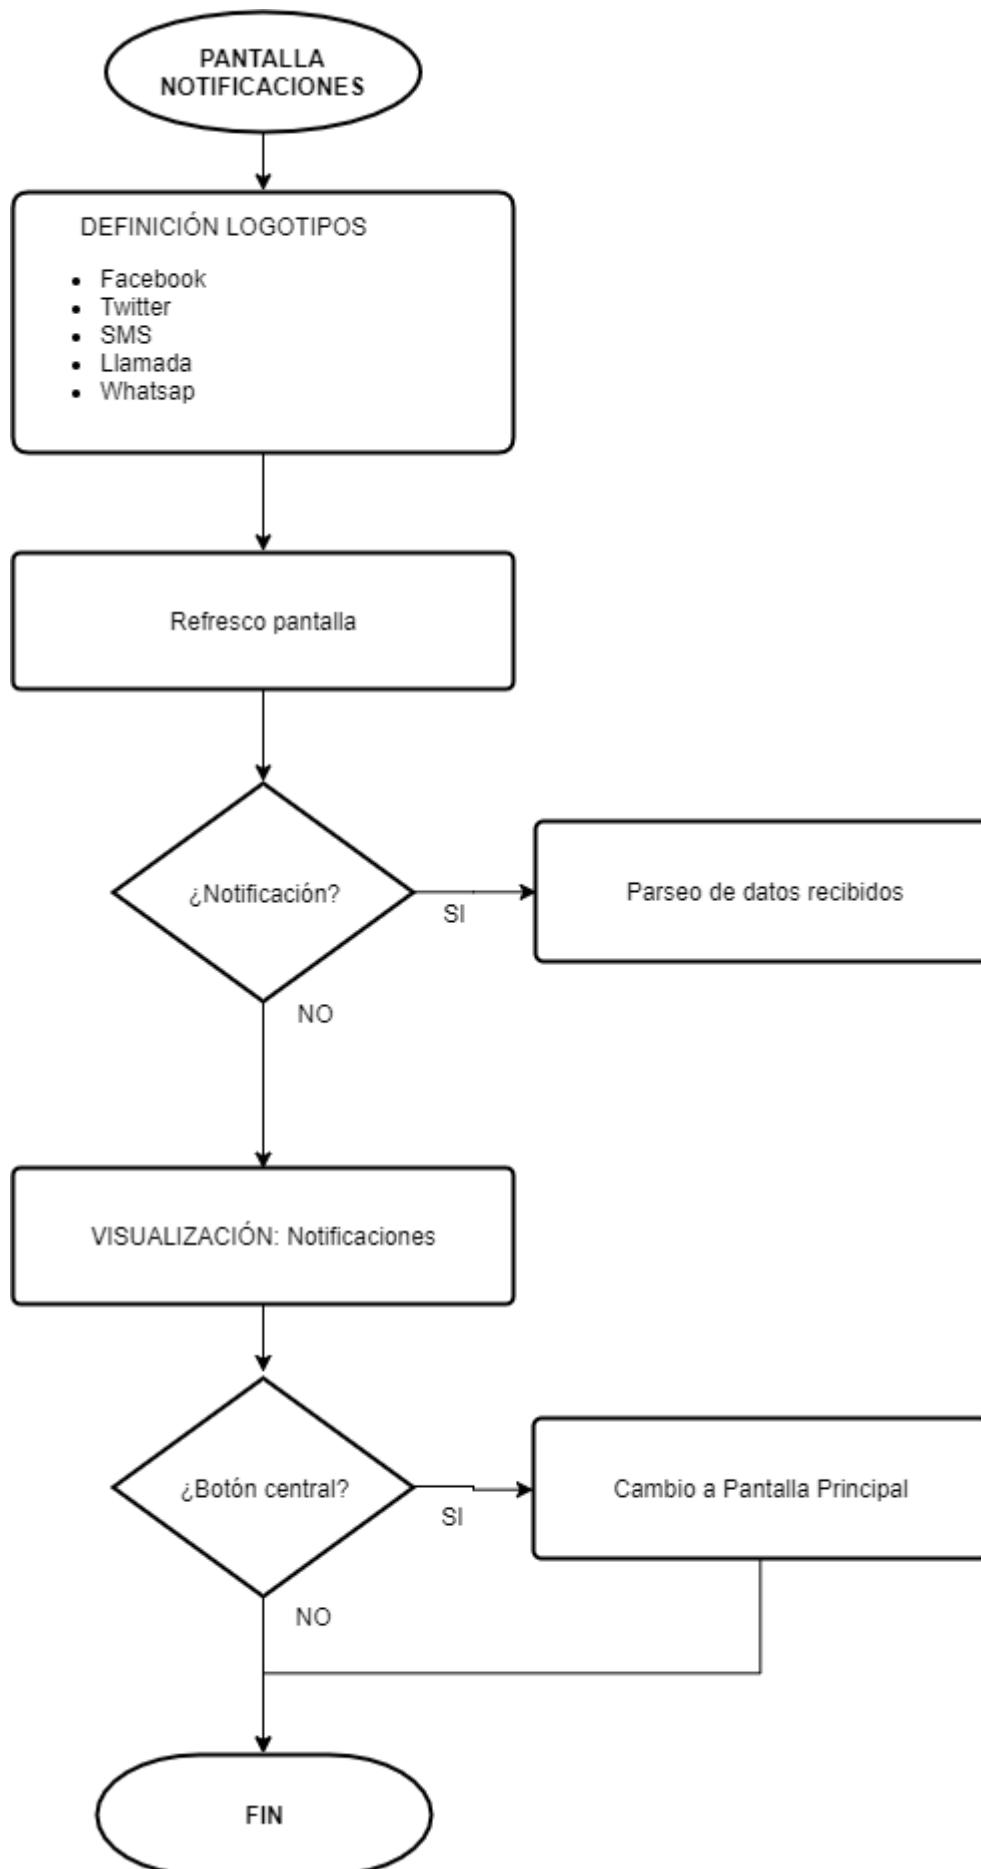 PANTALLA
NOTIFICACIONES
DEFINICIÓN LOGOTIPOS
• Facebook
• Twitter
• SMS
• Llamada
• Whatsap
Refresco pantalla
¿Notificación?
SI
Parseo de datos recibidos
NO
VISUALIZACIÓN: Notificaciones
¿Botón central?
SI
Cambio a Pantalla Principal
NO
FIN